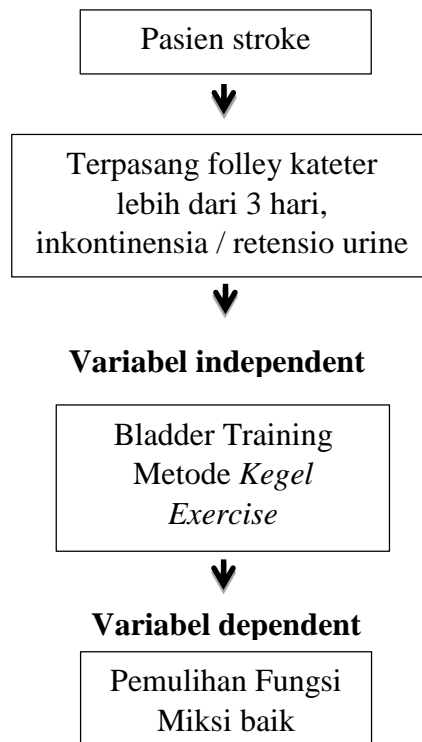 Pasien stroke
Terpasang folley kateter
lebih dari 3 hari,
inkontinensia / retensio urine
Variabel independent
Bladder Training
Metode Kegel
Exercise
Variabel dependent
Pemulihan Fungsi
Miksi baik